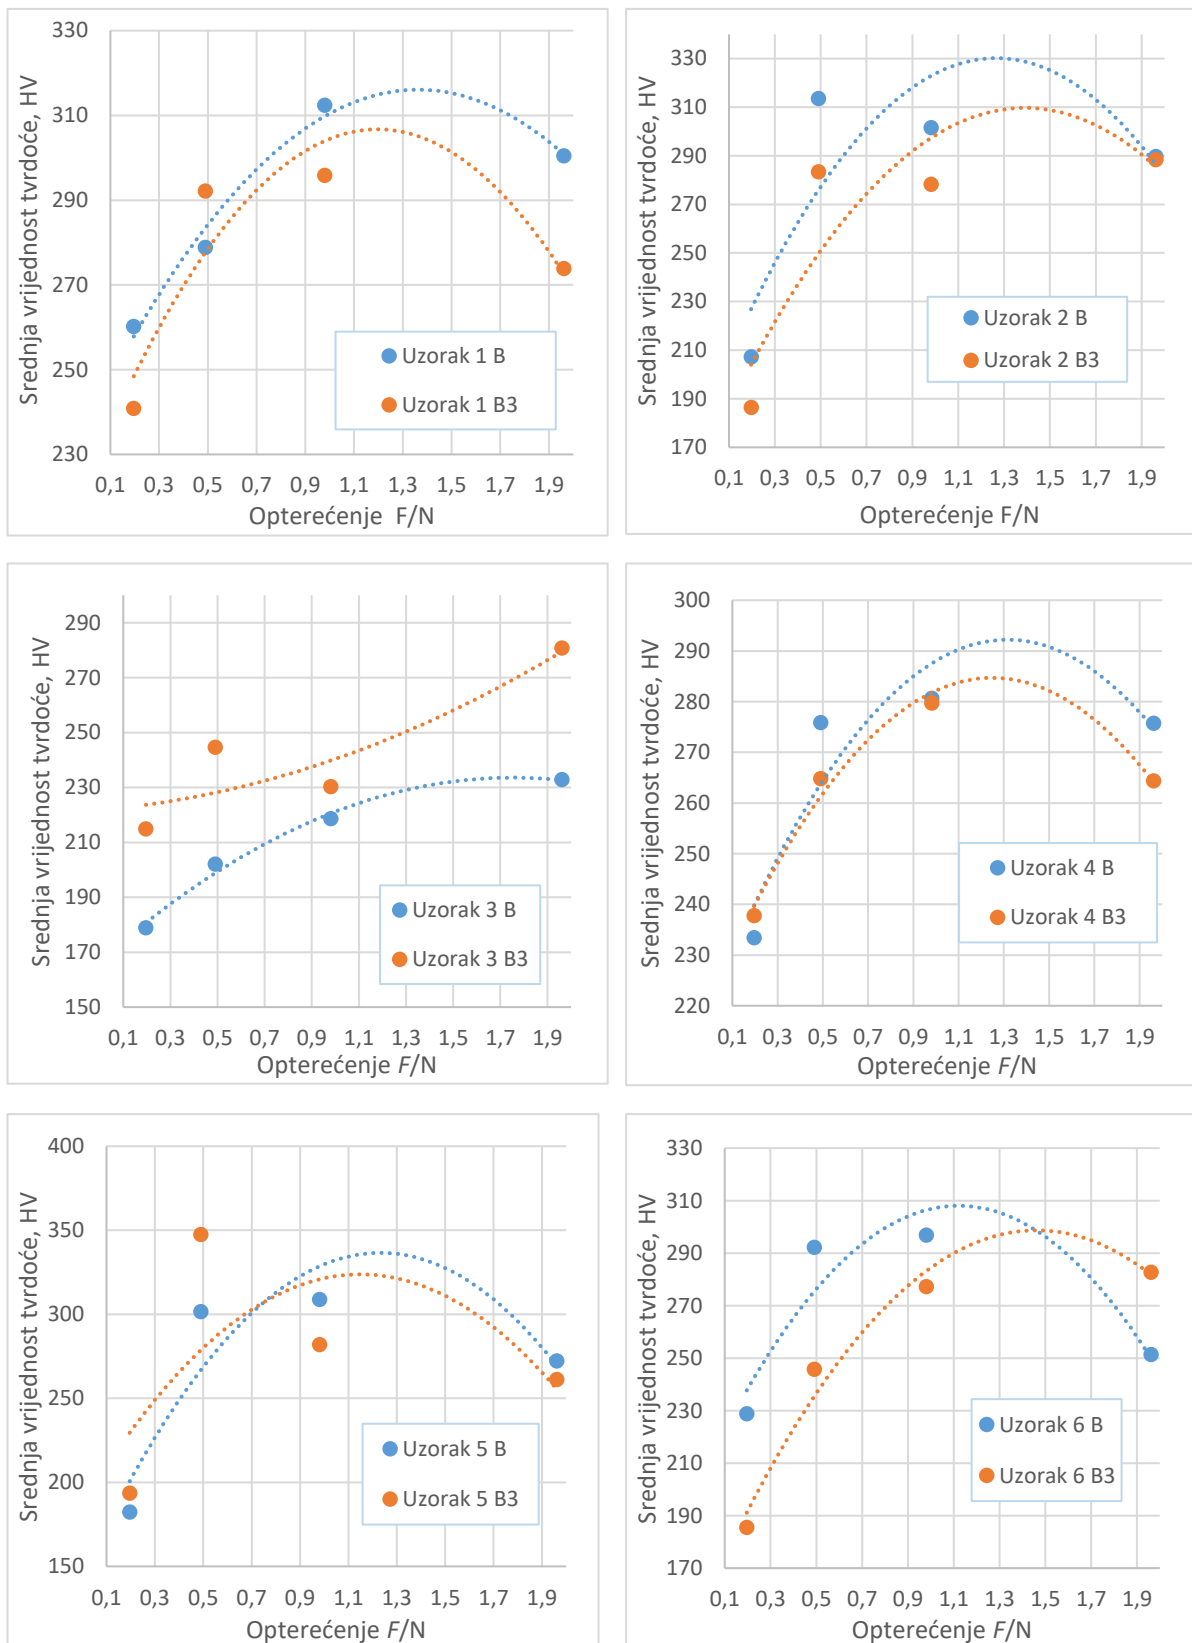 330
310
290
270
250
230
Srednja vrijednost tvrdoće, HV
Uzorak 1 B
Uzorak 1 B3
0,1 0,3 0,5 0,7 0,9 1,1 1,3 1,5 1,7 1,9
Opterećenje F/N
330
310
290
270
250
230
210
190
170
Srednja vrijednost tvrdoće, HV
Uzorak 2 B
Uzorak 2 B3
0,1 0,3 0,5 0,7 0,9 1,1 1,3 1,5 1,7 1,9
Opterećenje F/N
290
270
250
230
210
190
170
150
Srednja vrijednost tvrdoće, HV
Uzorak 3 B
Uzorak 3 B3
0,1 0,3 0,5 0,7 0,9 1,1 1,3 1,5 1,7 1,9
Opterećenje F/N
300
290
280
270
260
250
240
230
220
Srednja vrijednost tvrdoće, HV
Uzorak 4 B
Uzorak 4 B3
0,1 0,3 0,5 0,7 0,9 1,1 1,3 1,5 1,7 1,9
Opterećenje F/N
400
350
300
250
200
150
Srednja vrijednost tvrdoće, HV
Uzorak 5 B
Uzorak 5 B3
0,1 0,3 0,5 0,7 0,9 1,1 1,3 1,5 1,7 1,9
Opterećenje F/N
330
310
290
270
250
230
210
190
170
Srednja vrijednost tvrdoće, HV
Uzorak 6 B
Uzorak 6 B3
0,1 0,3 0,5 0,7 0,9 1,1 1,3 1,5 1,7 1,9
Opterećenje F/N